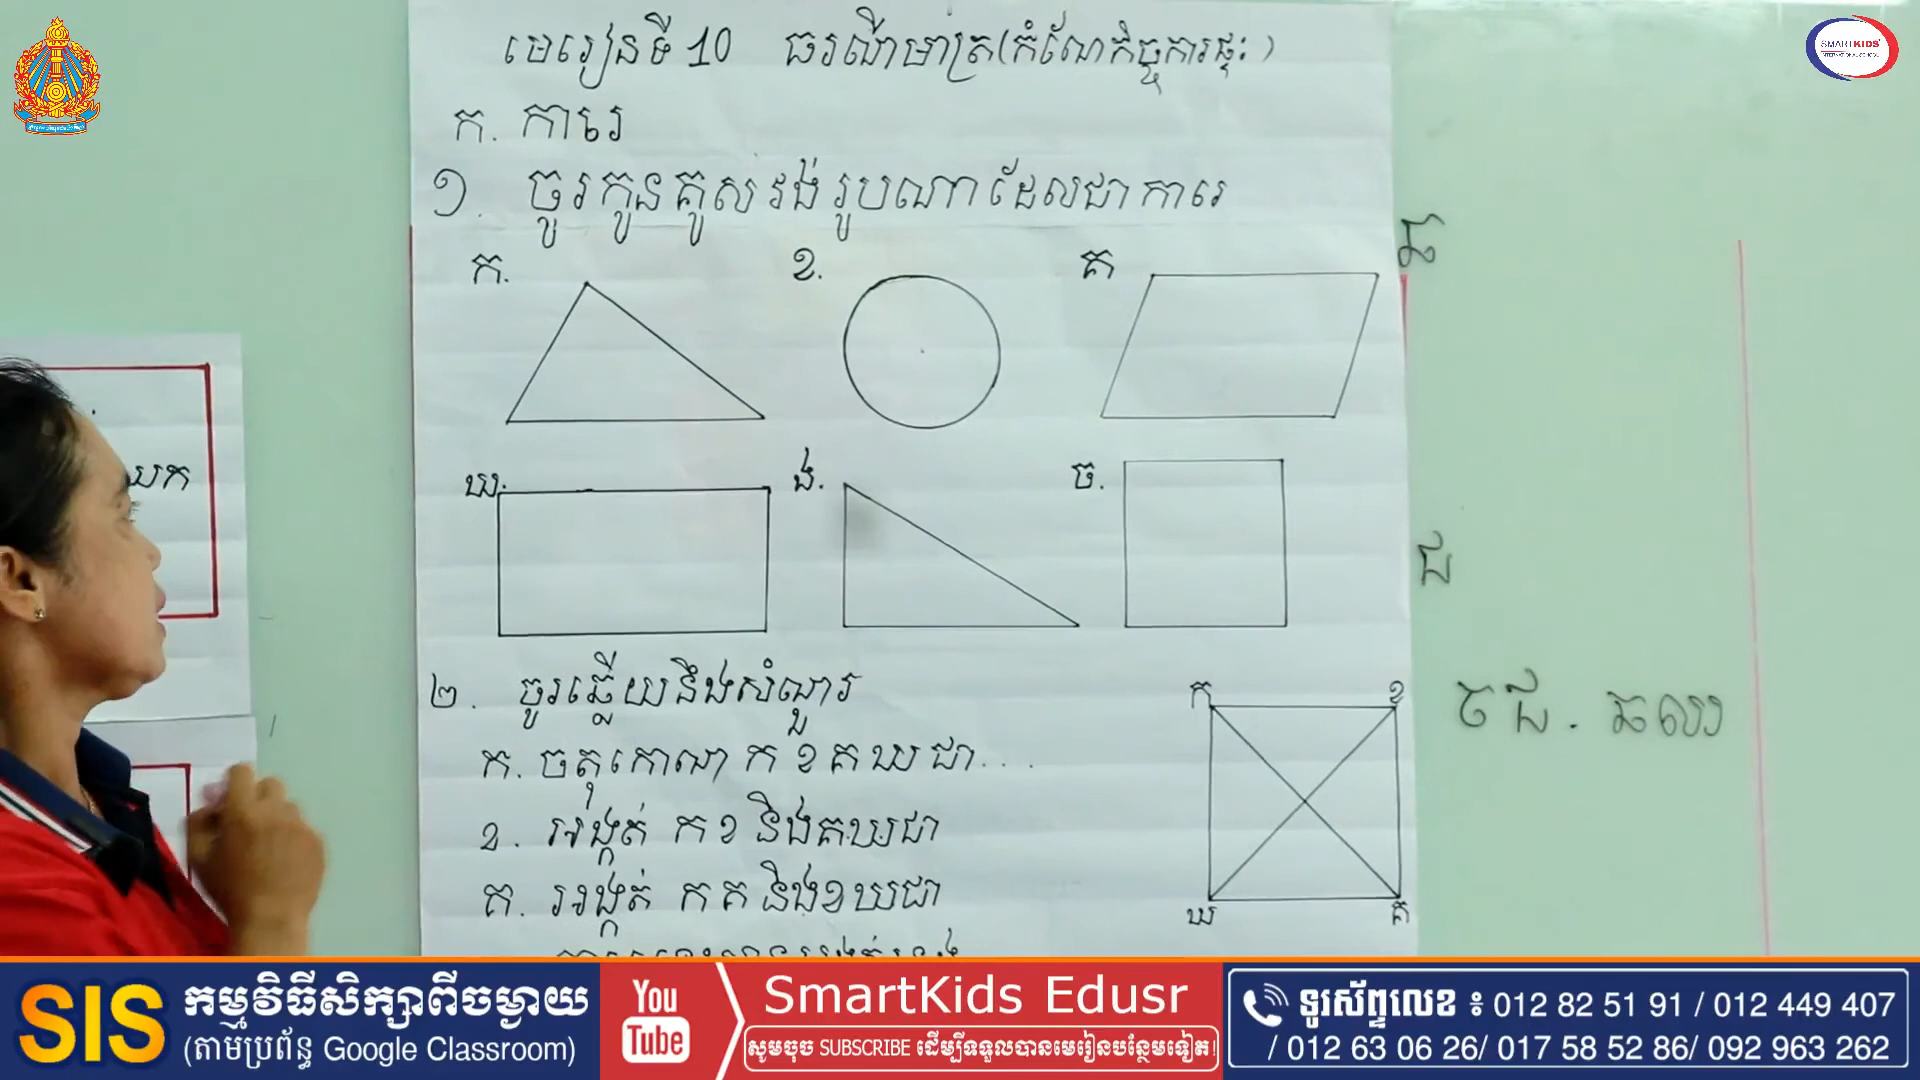 មេរៀនទី 10 ធរណីមាត្រ(កំណែកិច្ចការផ្ទះ)
ក. ការេ
១. ចូរកូនគូសវង់រូបណាដែលជាការេ
ក. ខ. គ
ឃ. ង. ច.
ឆ
ជ
២. ចូរឆ្លើយនឹងសំណួរ
ក ខ
ក. ចតុកោណ ក ខ គ ឃ ជា...
ខ. អង្កត់ ក ខ និង គ ឃ ជា
គ. អង្កត់ ក គ និង ខ ឃ ជា
ឃ គ
SMARTKIDS
SIS
កម្មវិធីសិក្សាពីចម្ងាយ
(តាមប្រព័ន្ធ Google Classroom)
You Tube
SmartKids Edusr
សូមចុច SUBSCRIBE ដើម្បីទទួលបានមេរៀនបន្ថែមទៀត!
ទូរស័ព្ទលេខ ៖ 012 82 51 91 / 012 449 407
/ 012 63 06 26/ 017 58 52 86/ 092 963 262